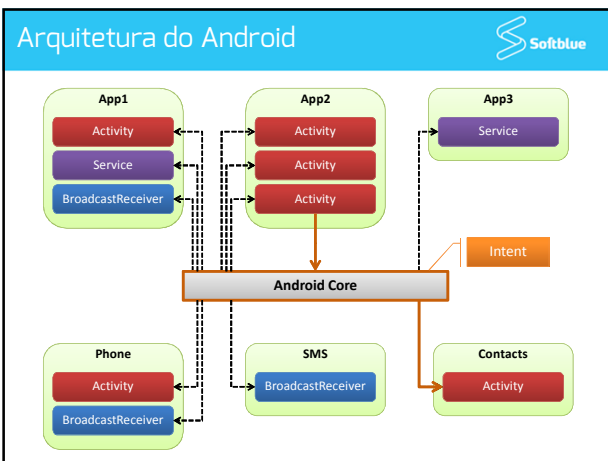 Arquitetura do Android
Softblue
App1
Activity
Service
BroadcastReceiver
App2
Activity
Activity
Activity
App3
Service
Intent
Android Core
Phone
Activity
BroadcastReceiver
SMS
BroadcastReceiver
Contacts
Activity